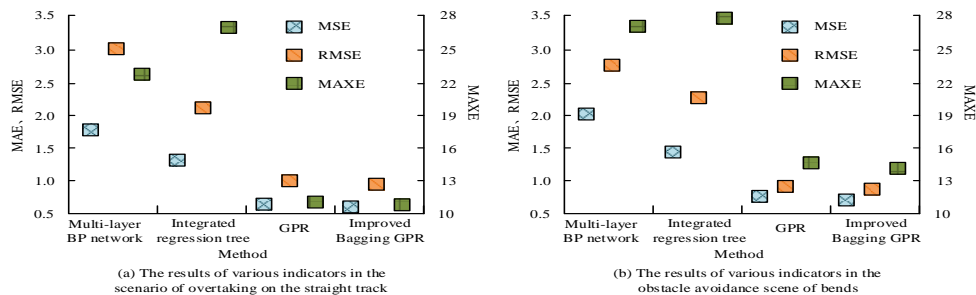 3.5
3.0
2.5
2.0
1.5
1.0
0.5
MAE、RMSE
28
25
22
19
16
13
10
MAXE
MSE
RMSE
MAXE
Multi-layer
BP network
Integrated
regression tree
GPR
Improved
Bagging GPR
Method
(a) The results of various indicators in the
scenario of overtaking on the straight track
3.5
3.0
2.5
2.0
1.5
1.0
0.5
MAE、RMSE
28
25
22
19
16
13
10
MAXE
MSE
RMSE
MAXE
Multi-layer
BP network
Integrated
regression tree
GPR
Improved
Bagging GPR
Method
(b) The results of various indicators in the
obstacle avoidance scene of bends